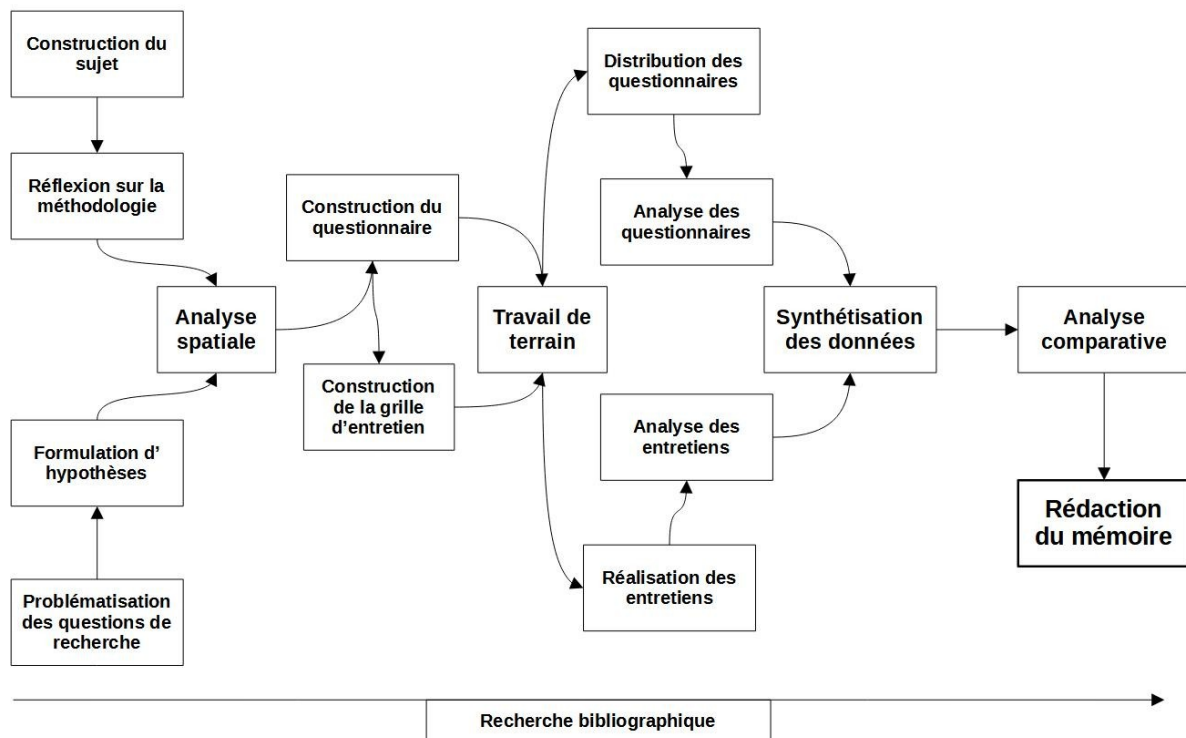 Construction du
sujet
Réflexion sur la
méthodologie
Analyse
spatiale
Formulation d’
hypothèses
Problématisation
des questions de
recherche
Construction du
questionnaire
Construction
de la grille
d’entretien
Travail de
terrain
Distribution des
questionnaires
Analyse des
questionnaires
Analyse des
entretiens
Réalisation des
entretiens
Synthétisation
des données
Analyse
comparative
Rédaction
du mémoire
Recherche bibliographique